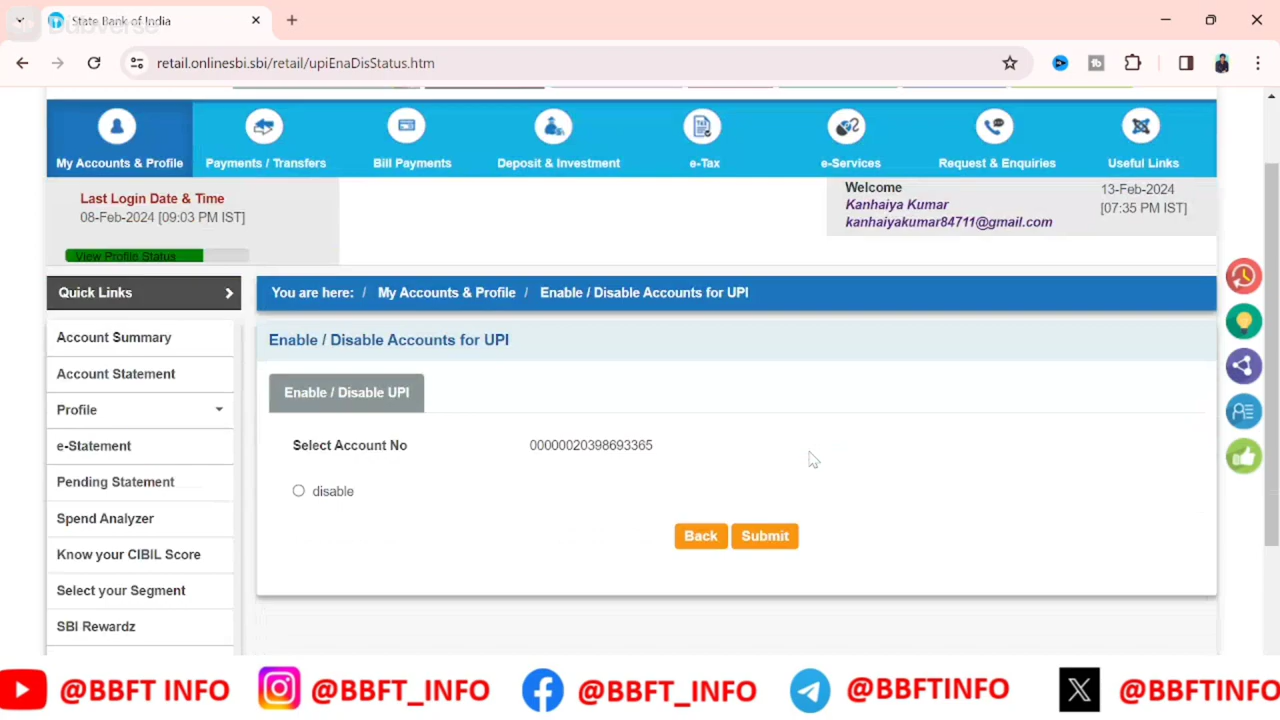 State Bank of India
Dubverse
retail.onlinesbi.sbi/retail/upiEnaDisStatus.htm
My Accounts & Profile
Payments / Transfers
Bill Payments
Deposit & Investment
e-Tax
e-Services
Request & Enquiries
Useful Links
Last Login Date & Time
08-Feb-2024 [09:03 PM IST]
View Profile Status
Welcome
Kanhaiya Kumar
kanhaiyakumar84711@gmail.com
13-Feb-2024
[07:35 PM IST]
Quick Links
Account Summary
Account Statement
Profile
e-Statement
Pending Statement
Spend Analyzer
Know your CIBIL Score
Select your Segment
SBI Rewardz
You are here: / My Accounts & Profile / Enable / Disable Accounts for UPI
Enable / Disable Accounts for UPI
Enable / Disable UPI
Select Account No 00000020398693365
disable
Back Submit
@BBFT INFO @BBFT_INFO @BBFT_INFO @BBFTINFO @BBFTINFO